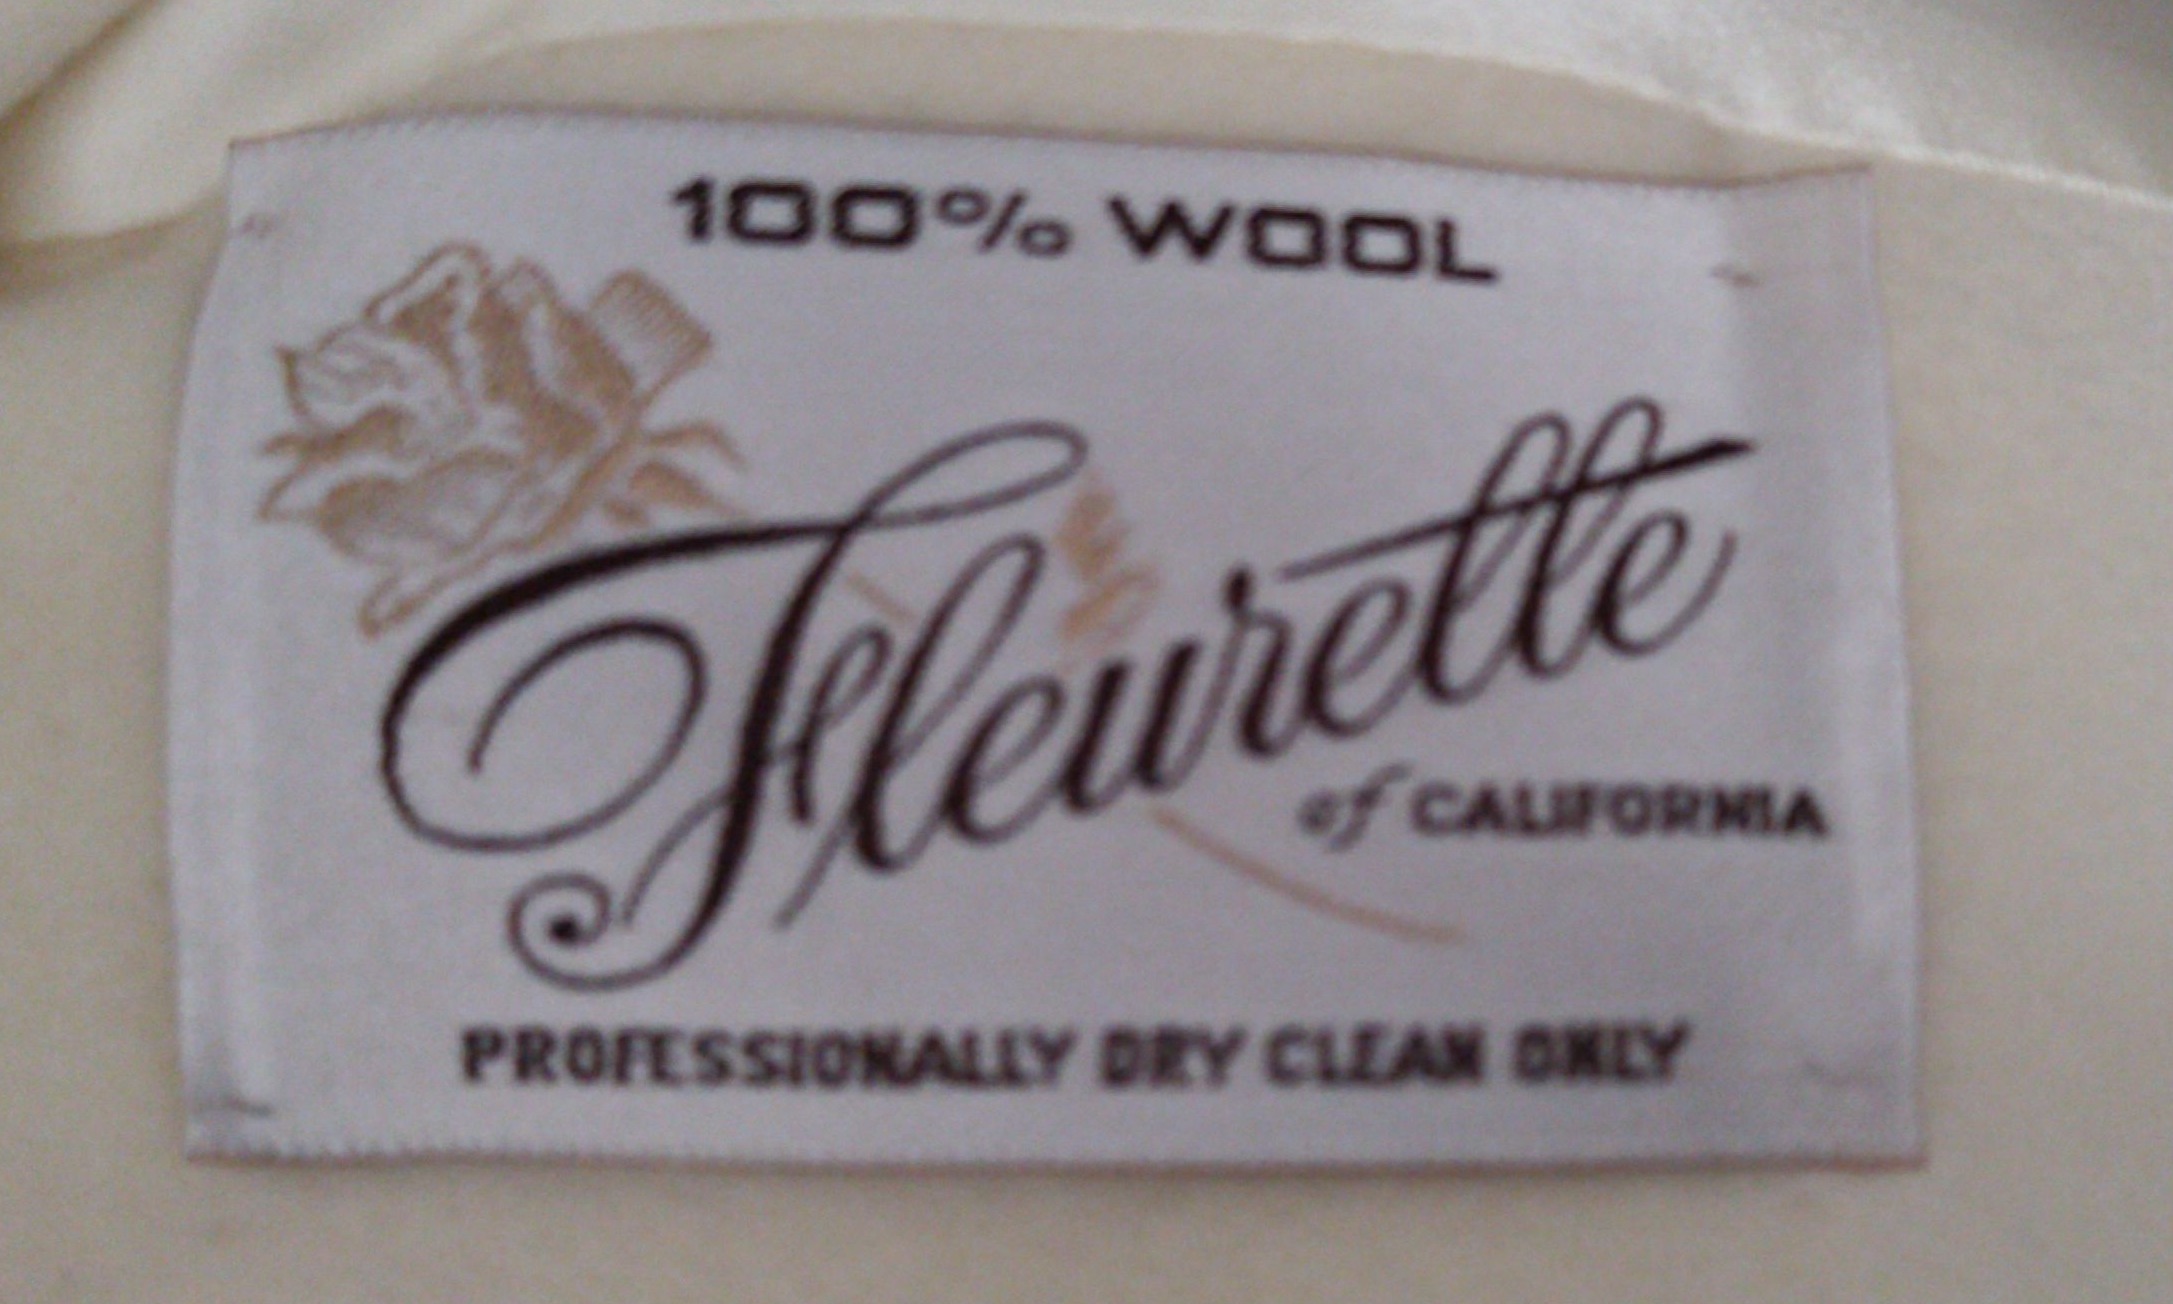 100% WOOL
Fleurette
of CALIFORNIA
PROFESSIONALLY DRY CLEAN ONLY